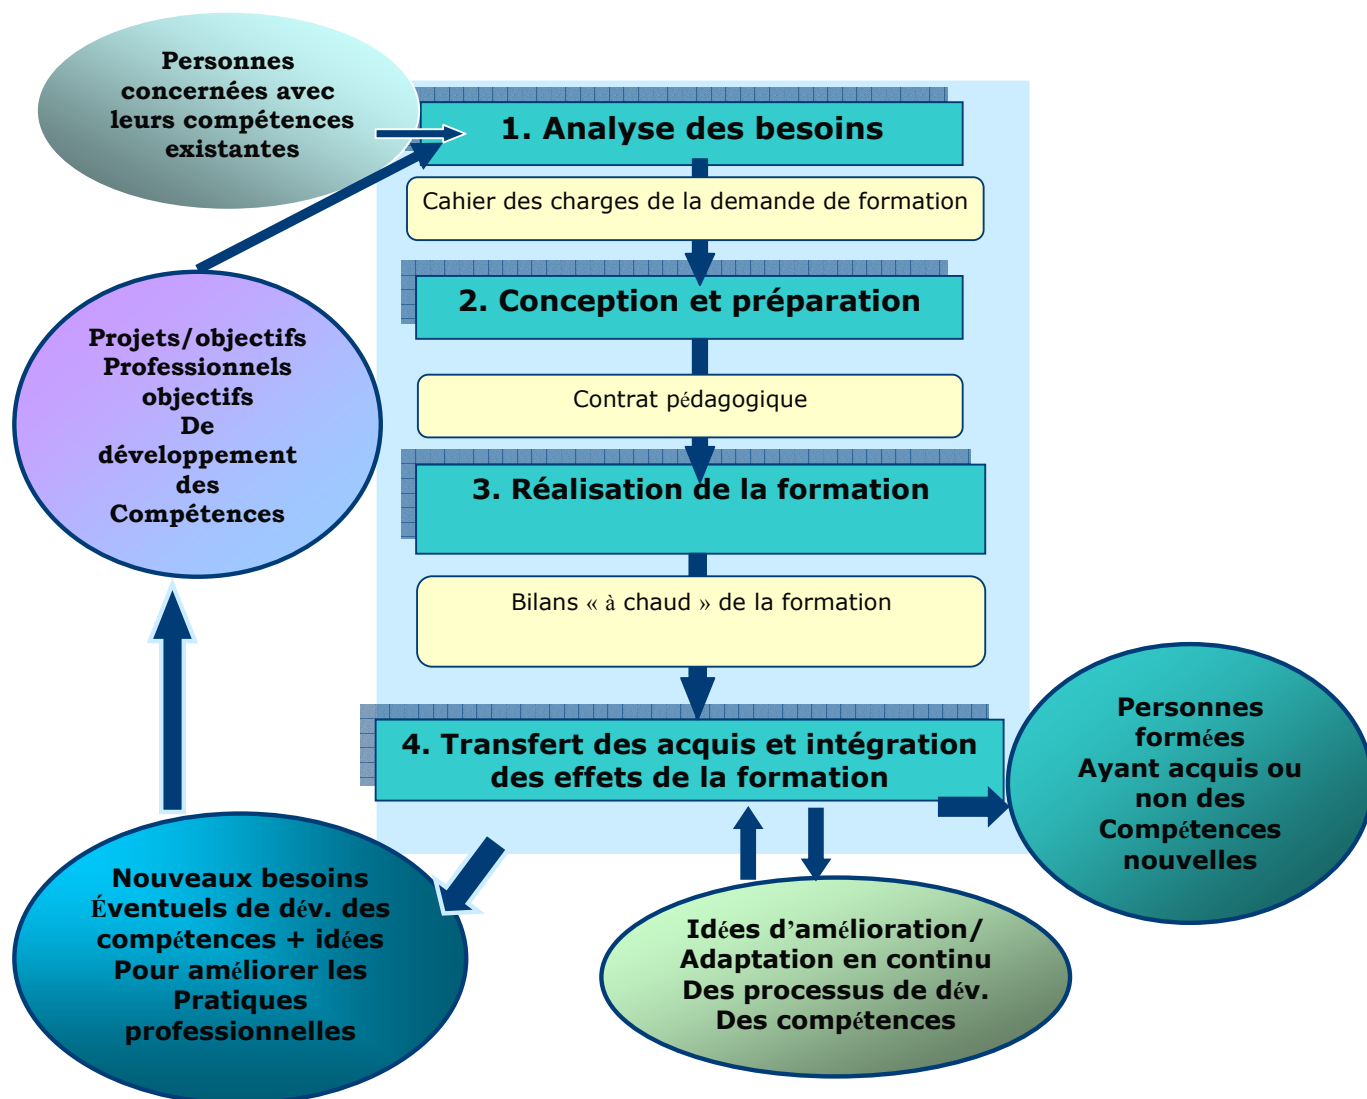 Personnes
concernées avec
leurs compétences
existantes
1. Analyse des besoins
Cahier des charges de la demande de formation
2. Conception et préparation
Projets/objectifs
Professionnels
objectifs
De
développement
des
Compétences
Contrat pédagogique
3. Réalisation de la formation
Bilans « à chaud » de la formation
4. Transfert des acquis et intégration
des effets de la formation
Personnes
formées
Ayant acquis ou
non des
Compétences
nouvelles
Nouveaux besoins
Éventuels de dév. des
compétences + idées
Pour améliorer les
Pratiques
professionnelles
Idées d’amélioration/
Adaptation en continu
Des processus de dév.
Des compétences